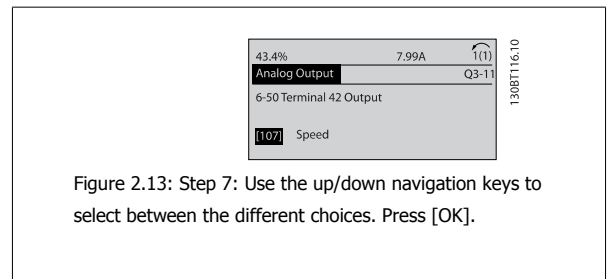 43.4% 7.99A 1(1)
Analog Output Q3-11
6-50 Terminal 42 Output
[107] Speed
130BT116.10
Figure 2.13: Step 7: Use the up/down navigation keys to
select between the different choices. Press [OK].